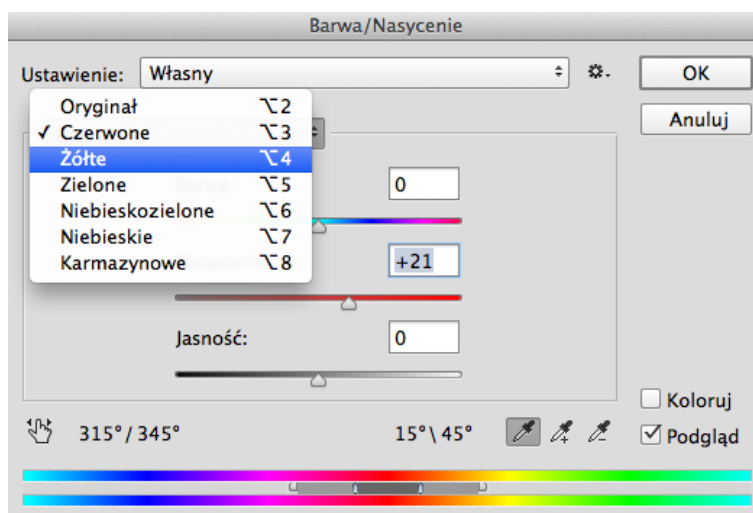 Barwa/Nasycenie
Ustawienie: Własny OK
Anuluj
Oryginał ⌥2
✓ Czerwone ⌥3
Żółte ⌥4
Zielone ⌥5
Niebieskozielone ⌥6
Niebieskie ⌥7
Karmazynowe ⌥8
0
+21
Jasność: 0
Koloruj
315°/345° 15°\45° Podgląd